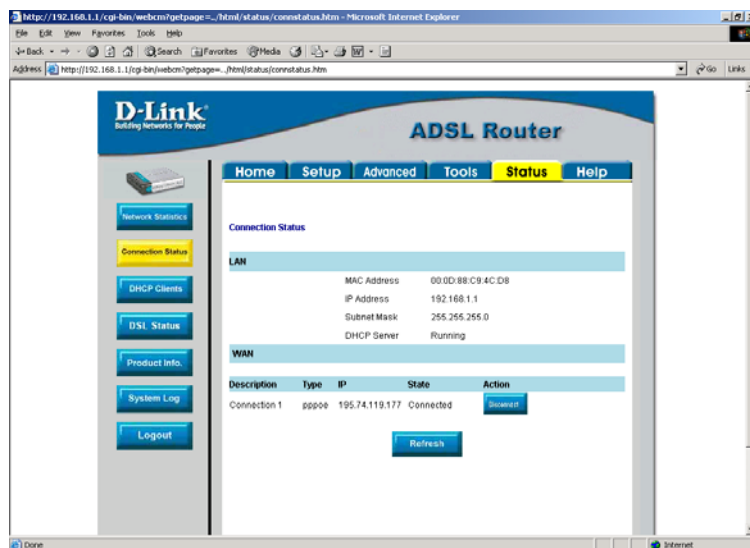 http://192.168.1.1/cgi-bin/webcm?getpage=../html/status/connstatus.htm - Microsoft Internet Explorer
File Edit View Favorites Tools Help
Back Search Favorites Media
Address http://192.168.1.1/cgi-bin/webcm?getpage=../html/status/connstatus.htm Go Links
D-Link
Building Networks for People
ADSL Router
Home Setup Advanced Tools Status Help
Network Statistics
Connection Status
DHCP Clients
DSL Status
Product Info.
System Log
Logout
Connection Status
LAN
MAC Address 00:0D:88:C9:4C:D8
IP Address 192.168.1.1
Subnet Mask 255.255.255.0
DHCP Server Running
WAN
Description Type IP State Action
Connection 1 pppoe 195.74.119.177 Connected Disconnect
Refresh
Done Internet